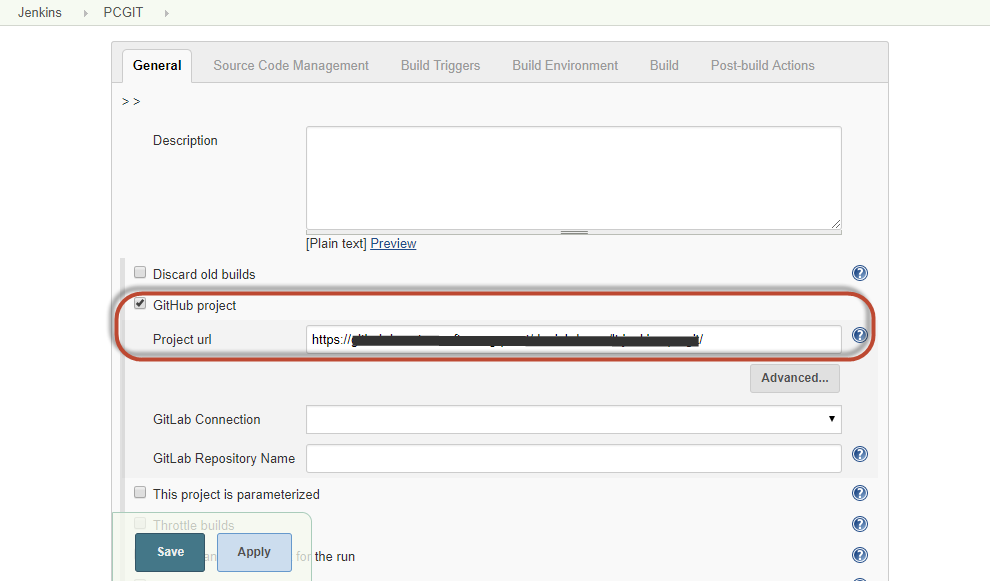 Jenkins PCGIT
General Source Code Management Build Triggers Build Environment Build Post-build Actions
> >
Description
[Plain text] Preview
Discard old builds
GitHub project
Project url https://
Advanced...
GitLab Connection
GitLab Repository Name
This project is parameterized
Throttle builds
Save Apply for the run